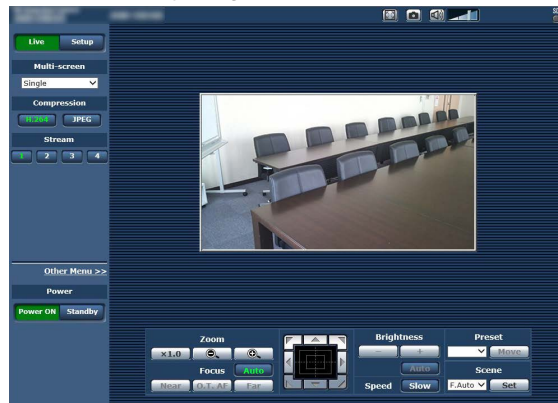 Live Setup
Multi-screen
Single
Compression
H.264 JPEG
Stream
1 2 3 4
Other Menu >>
Power
Power ON Standby
Zoom
×1.0
Focus Auto
Near O.T. AF Far
Brightness
- +
Auto
Speed Slow
Preset
Move
Scene
F.Auto Set